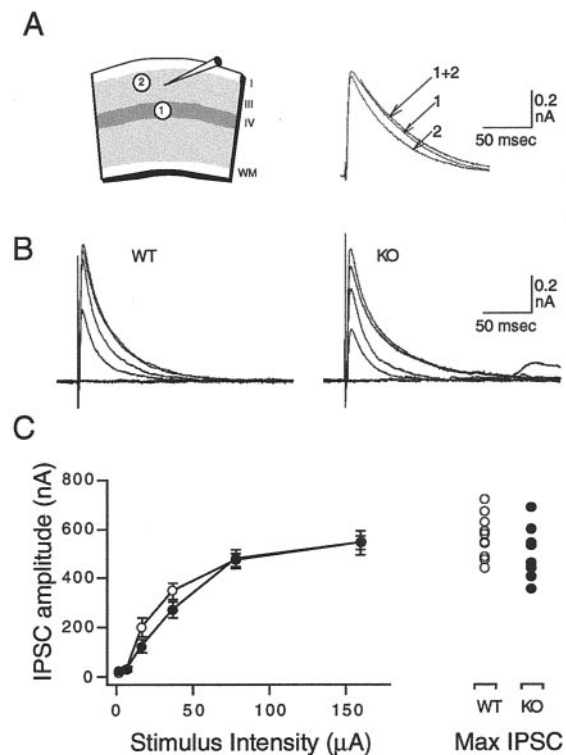 A
2
1
I
III
IV
WM
1+2
1
2
0.2
nA
50 msec
B
WT
KO
0.2
nA
50 msec
C
IPSC amplitude (nA)
800
600
400
200
0
0
50
100
150
Stimulus Intensity (μA)
WT
KO
Max IPSC